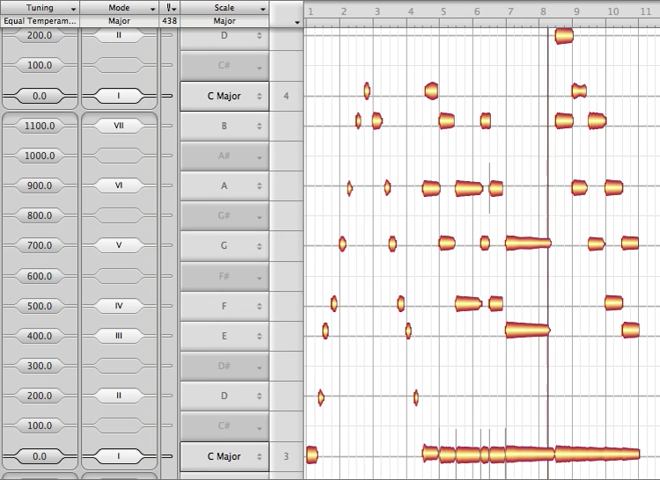 Tuning Mode Scale
Equal Temperam... Major 438 Major
1 2 3 4 5 6 7 8 9 10 11
200.0 II D
100.0 C#
0.0 I C Major 4
1100.0 VII B
1000.0 A#
900.0 VI A
800.0 G#
700.0 V G
600.0 F#
500.0 IV F
400.0 III E
300.0 D#
200.0 II D
100.0 C#
0.0 I C Major 3